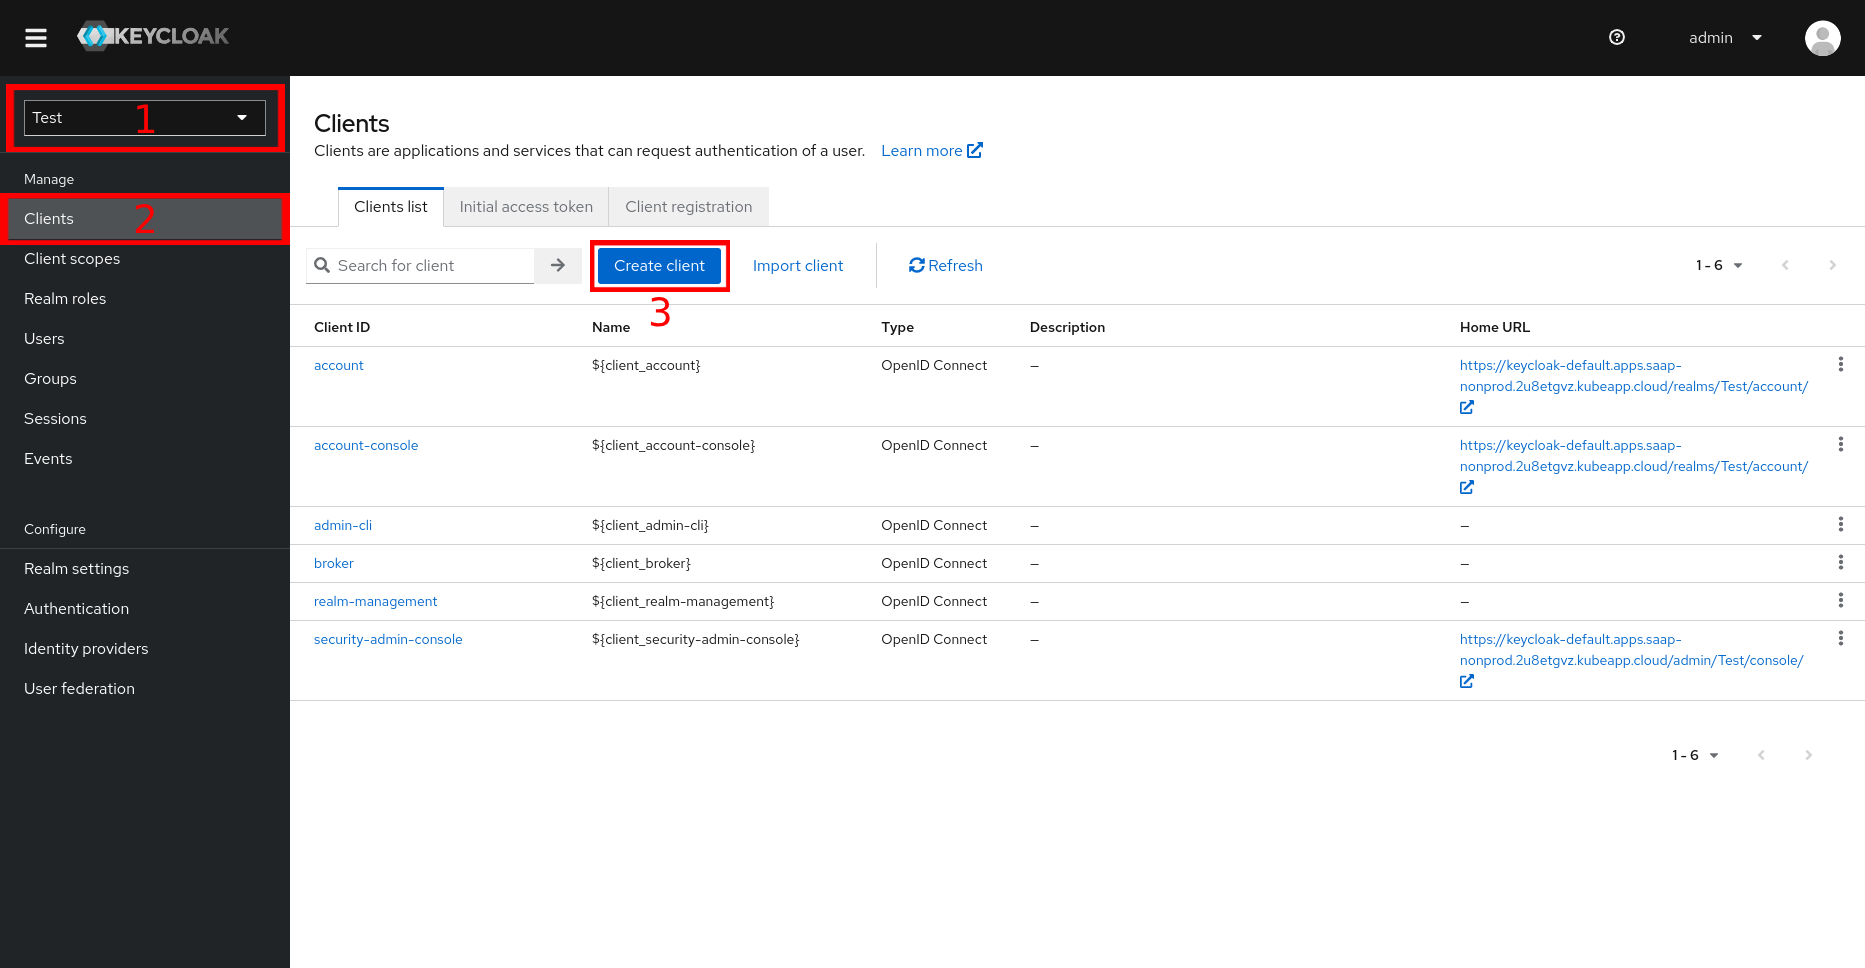 KEYCLOAK
admin
Test 1
Manage
Clients 2
Client scopes
Realm roles
Users
Groups
Sessions
Events
Configure
Realm settings
Authentication
Identity providers
User federation
Clients
Clients are applications and services that can request authentication of a user. Learn more
Clients list Initial access token Client registration
Search for client Create client Import client Refresh 1 - 6
3
Client ID Name Type Description Home URL
account ${client_account} OpenID Connect – https://keycloak-default.apps.saap-
nonprod.2u8etgvz.kubeapp.cloud/realms/Test/account/
account-console ${client_account-console} OpenID Connect – https://keycloak-default.apps.saap-
nonprod.2u8etgvz.kubeapp.cloud/realms/Test/account/
admin-cli ${client_admin-cli} OpenID Connect – –
broker ${client_broker} OpenID Connect – –
realm-management ${client_realm-management} OpenID Connect – –
security-admin-console ${client_security-admin-console} OpenID Connect – https://keycloak-default.apps.saap-
nonprod.2u8etgvz.kubeapp.cloud/admin/Test/console/
1 - 6